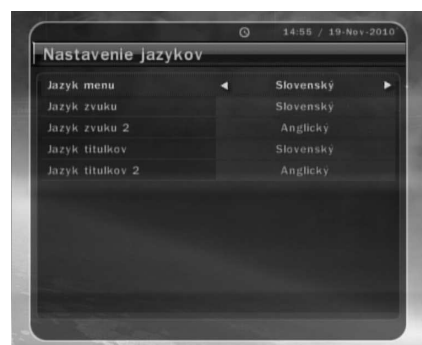 14:55 / 19-Nov-2010
Nastavenie jazykov
Jazyk menu Slovenský
Jazyk zvuku Slovenský
Jazyk zvuku 2 Anglický
Jazyk titulkov Slovenský
Jazyk titulkov 2 Anglický